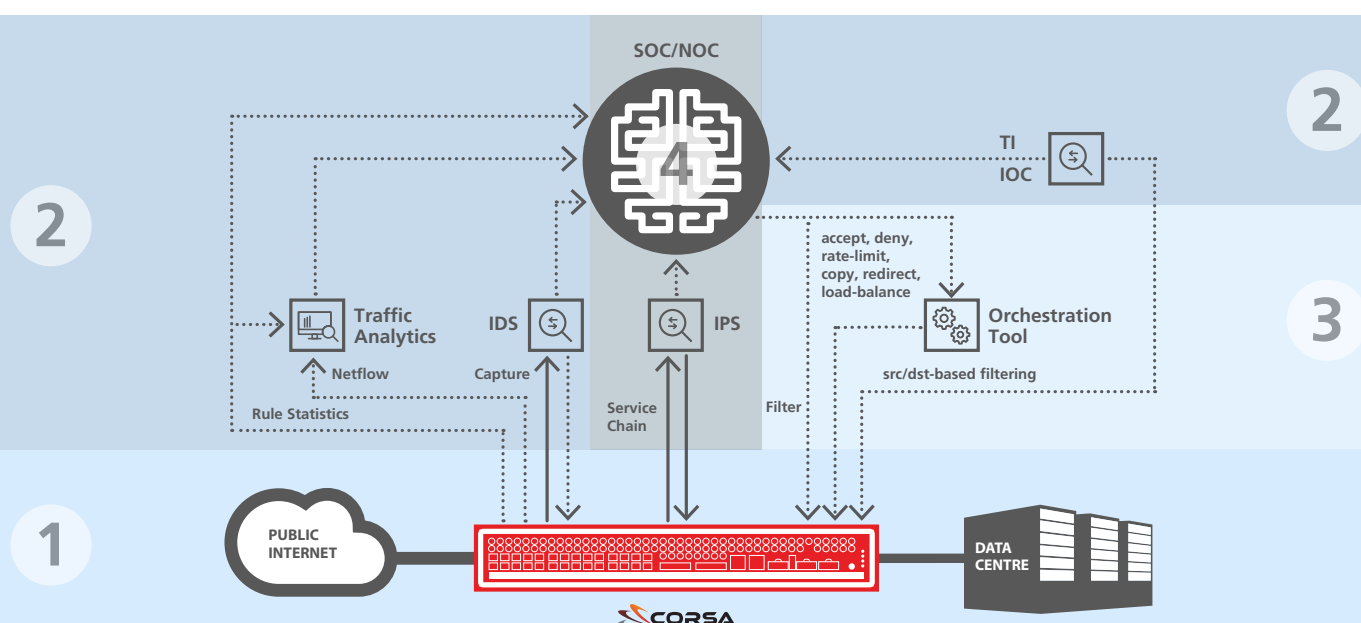 SOC/NOC
2
4
TI
IOC
2
accept, deny,
rate-limit,
copy, redirect,
load-balance
Traffic
Analytics
IDS
IPS
Orchestration
Tool
3
Netflow
Capture
src/dst-based filtering
Rule Statistics
Service
Chain
Filter
1
PUBLIC
INTERNET
DATA
CENTRE
CORSA